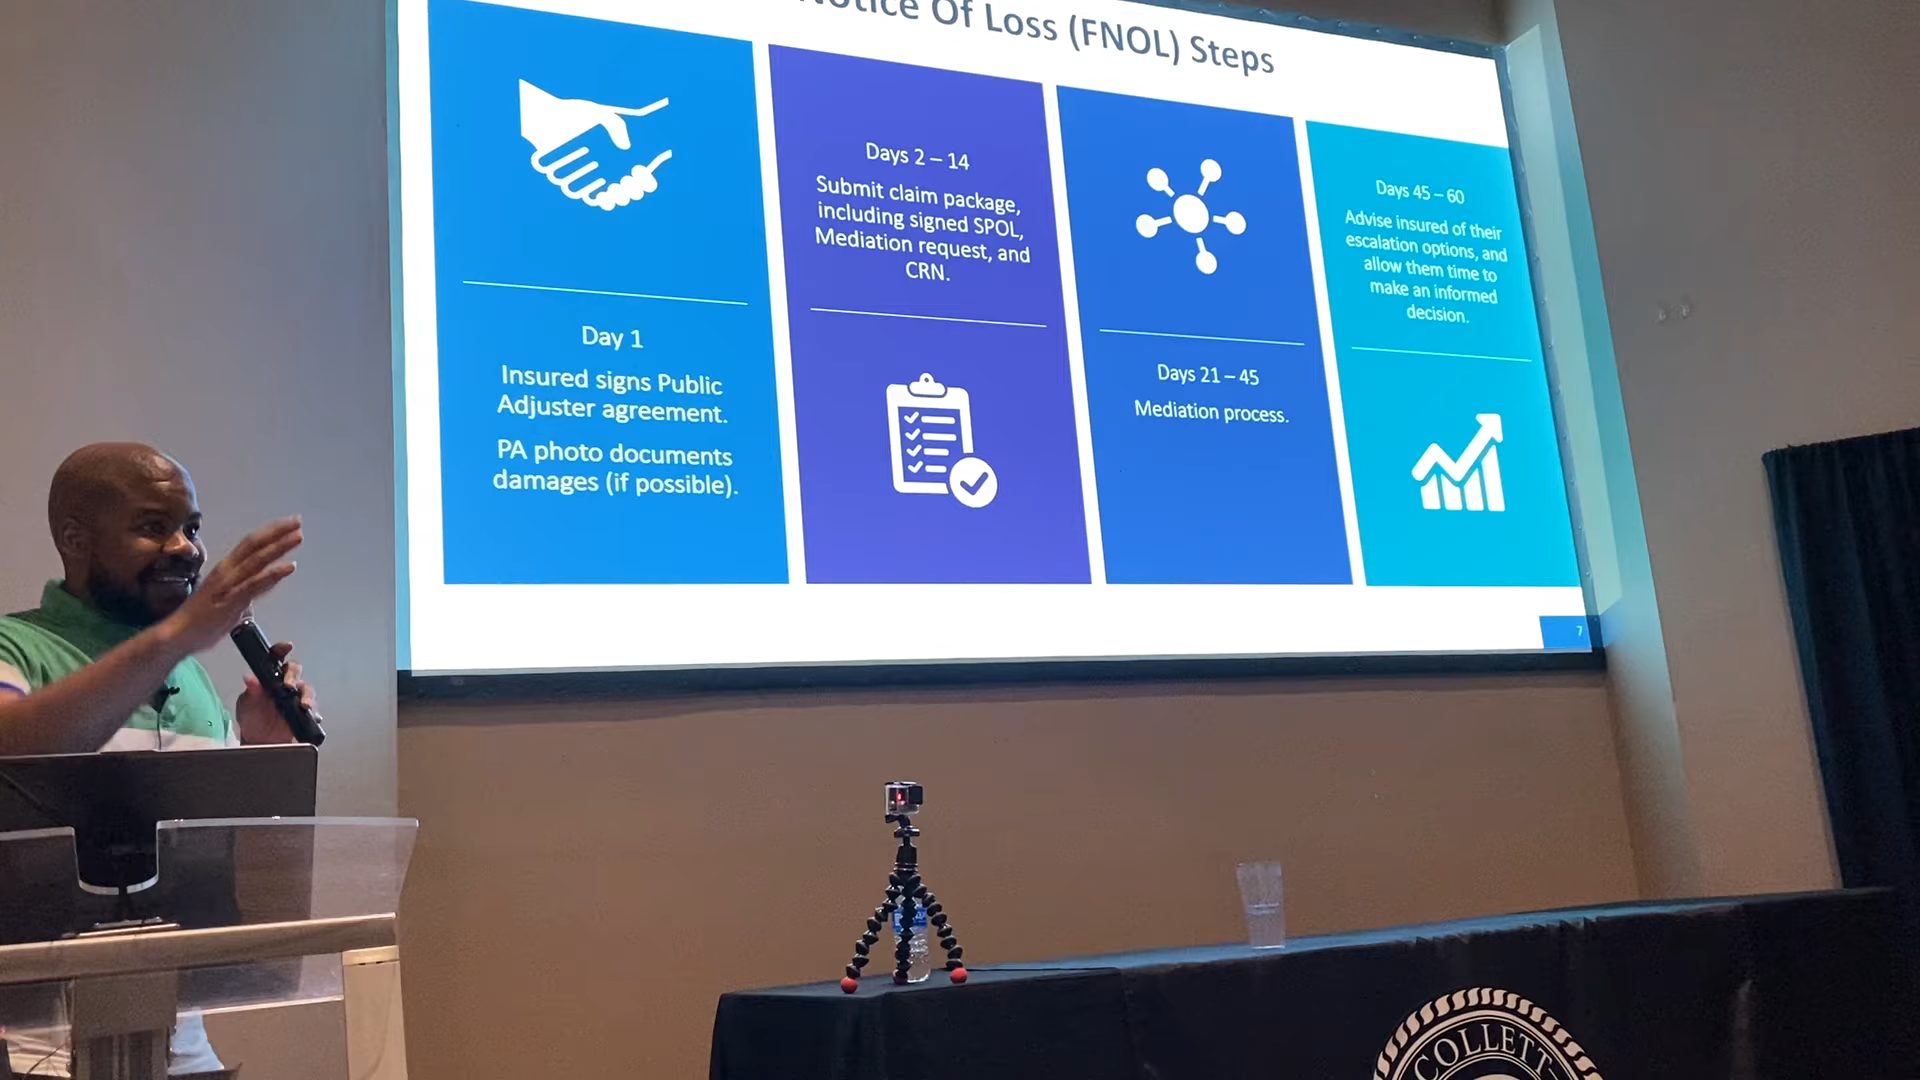 Notice Of Loss (FNOL) Steps
Day 1
Insured signs Public
Adjuster agreement.
PA photo documents
damages (if possible).
Days 2 – 14
Submit claim package,
including signed SPOL,
Mediation request, and
CRN.
Days 21 – 45
Mediation process.
Days 45 – 60
Advise insured of their
escalation options, and
allow them time to
make an informed
decision.
7
COLLETT